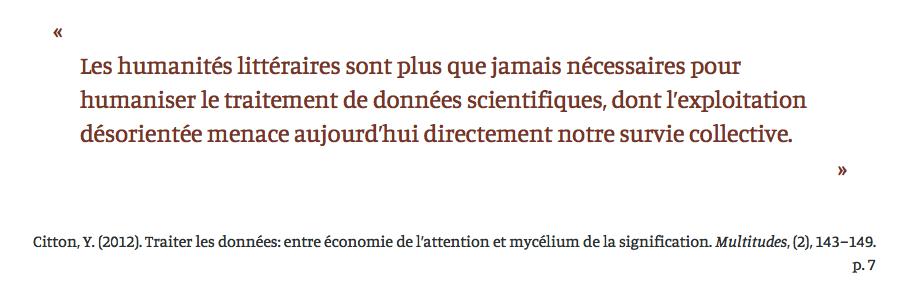 «
Les humanités littéraires sont plus que jamais nécessaires pour
humaniser le traitement de données scientifiques, dont l'exploitation
désorientée menace aujourd'hui directement notre survie collective.
»
Citton, Y. (2012). Traiter les données: entre économie de l'attention et mycélium de la signification. Multitudes, (2), 143–149.
p. 7